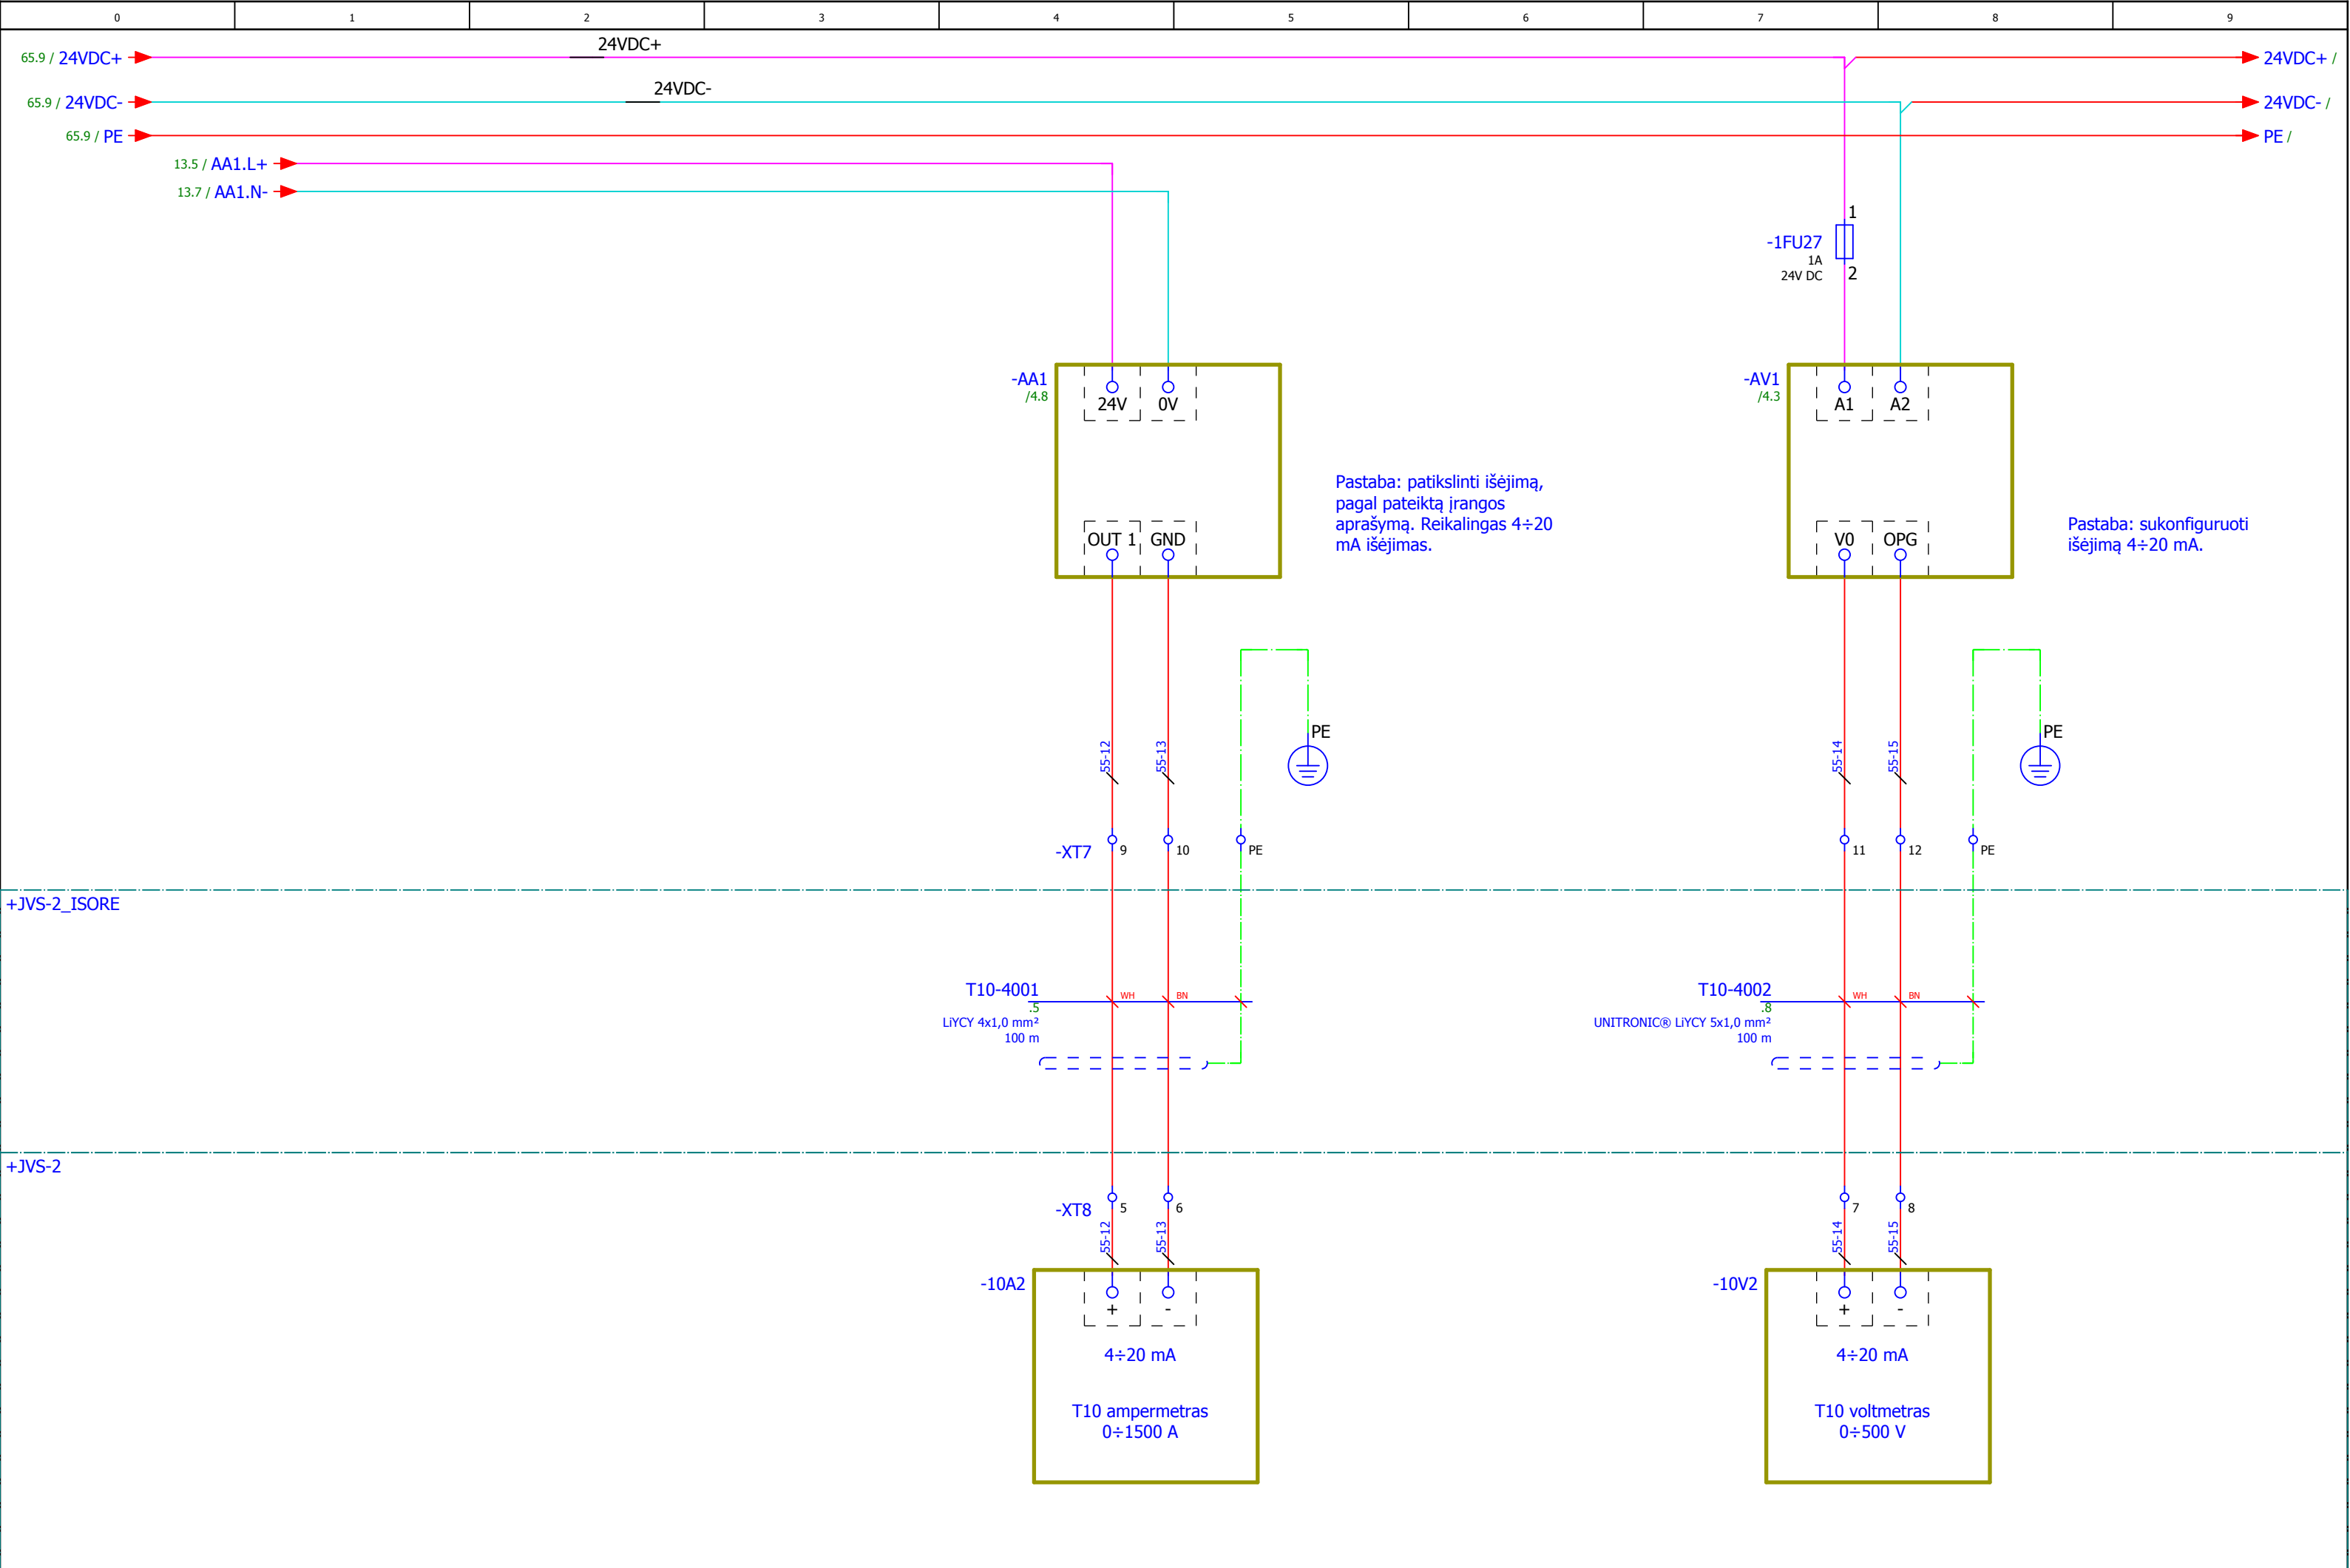 0 1 2 3 4 5 6 7 8 9
24VDC+
65.9 / 24VDC+
24VDC+ /
24VDC-
65.9 / 24VDC-
24VDC- /
65.9 / PE
PE /
13.5 / AA1.L+
13.7 / AA1.N-
1
-1FU27
1A
24V DC
2
-AA1
/4.8
24V 0V
OUT 1 GND
Pastaba: patikslinti išėjimą,
pagal pateiktą įrangos
aprašymą. Reikalingas 4÷20
mA išėjimas.
-AV1
/4.3
A1 A2
V0 OPG
Pastaba: sukonfiguruoti
išėjimą 4÷20 mA.
55-12
55-13
PE
55-14
55-15
PE
-XT7 9 10 PE 11 12 PE
+JVS-2_ISORE
T10-4001
.5
LiYCY 4x1,0 mm²
100 m
WH BN
T10-4002
.8
UNITRONIC® LiYCY 5x1,0 mm²
100 m
WH BN
+JVS-2
-XT8 5 6 7 8
55-12
55-13
55-14
55-15
-10A2
+ -
4÷20 mA
T10 ampermetras
0÷1500 A
-10V2
+ -
4÷20 mA
T10 voltmetras
0÷500 V